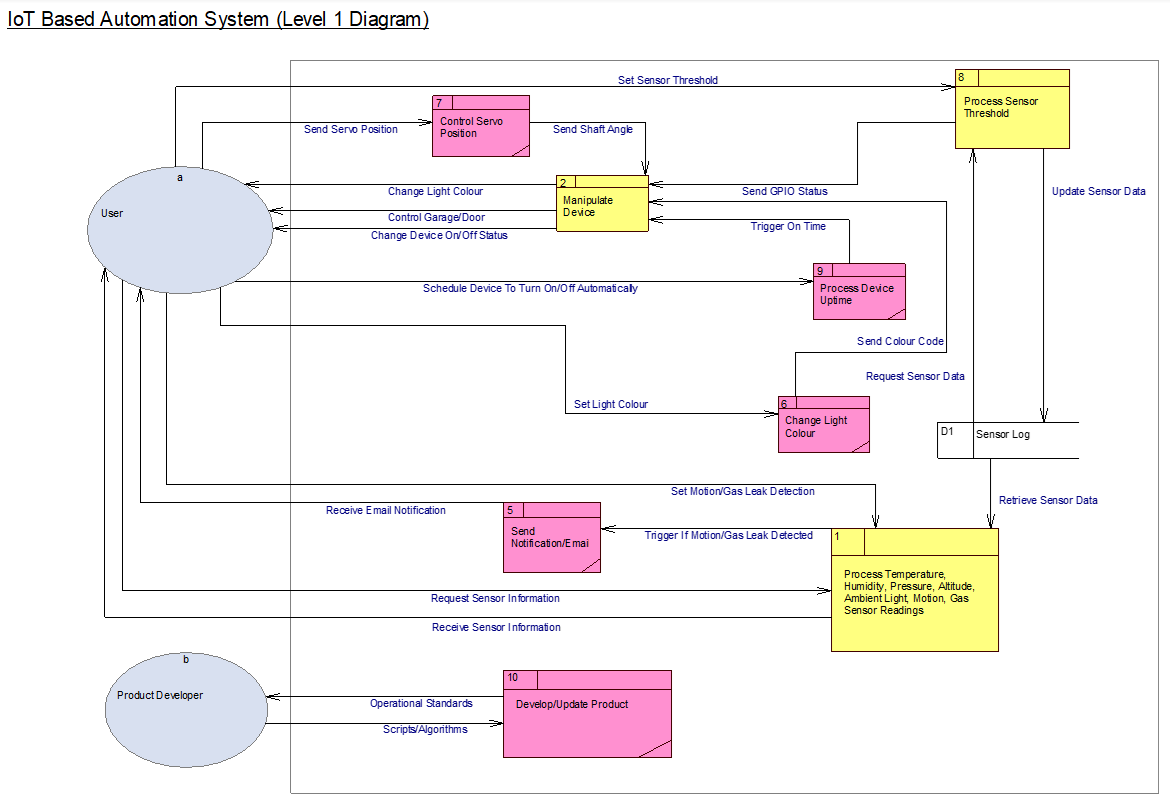 IoT Based Automation System (Level 1 Diagram)
Set Sensor Threshold
8
Process Sensor
Threshold
7
Control Servo
Position
Send Servo Position
Send Shaft Angle
a
User
2
Manipulate
Device
Change Light Colour
Send GPIO Status
Update Sensor Data
Control Garage/Door
Trigger On Time
Change Device On/Off Status
9
Process Device
Uptime
Schedule Device To Turn On/Off Automatically
Send Colour Code
Request Sensor Data
Set Light Colour
6
Change Light
Colour
D1
Sensor Log
Set Motion/Gas Leak Detection
Retrieve Sensor Data
Receive Email Notification
5
Send
Notification/Emai
Trigger If Motion/Gas Leak Detected
1
Process Temperature,
Humidity, Pressure, Altitude,
Ambient Light, Motion, Gas
Sensor Readings
Request Sensor Information
Receive Sensor Information
b
Product Developer
10
Develop/Update Product
Operational Standards
Scripts/Algorithms